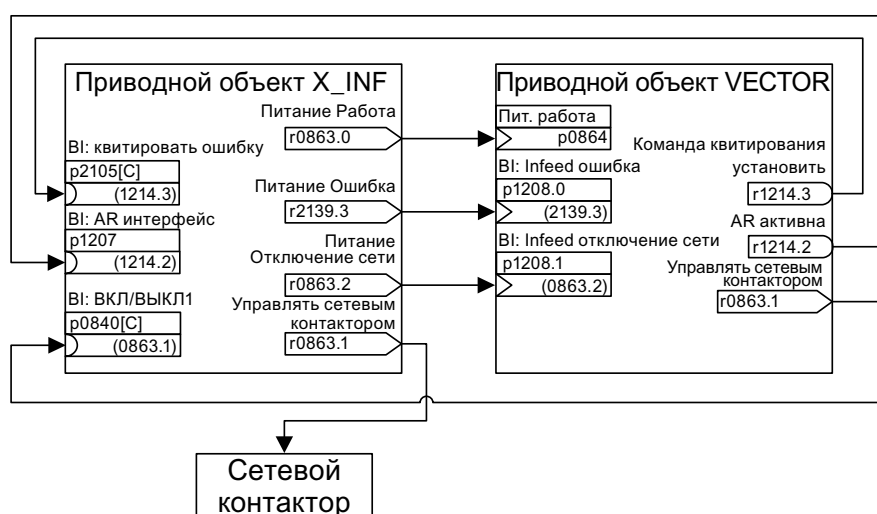 Приводной объект X_INF
Питание Работа
r0863.0
BI: квитировать ошибку
p2105[C]
(1214.3)
Питание Ошибка
r2139.3
BI: AR интерфейс
p1207
(1214.2)
Питание
Отключение сети
r0863.2
BI: ВКЛ/ВЫКЛ1
p0840[C]
(0863.1)
Управлять сетевым
контактором
r0863.1
Приводной объект VECTOR
Пит. работа
p0864
Команда квитирования
установить
r1214.3
BI: Infeed ошибка
p1208.0
(2139.3)
AR активна
r1214.2
BI: Infeed отключение сети
p1208.1
(0863.2)
Управлять сетевым
контактором
r0863.1
Сетевой
контактор